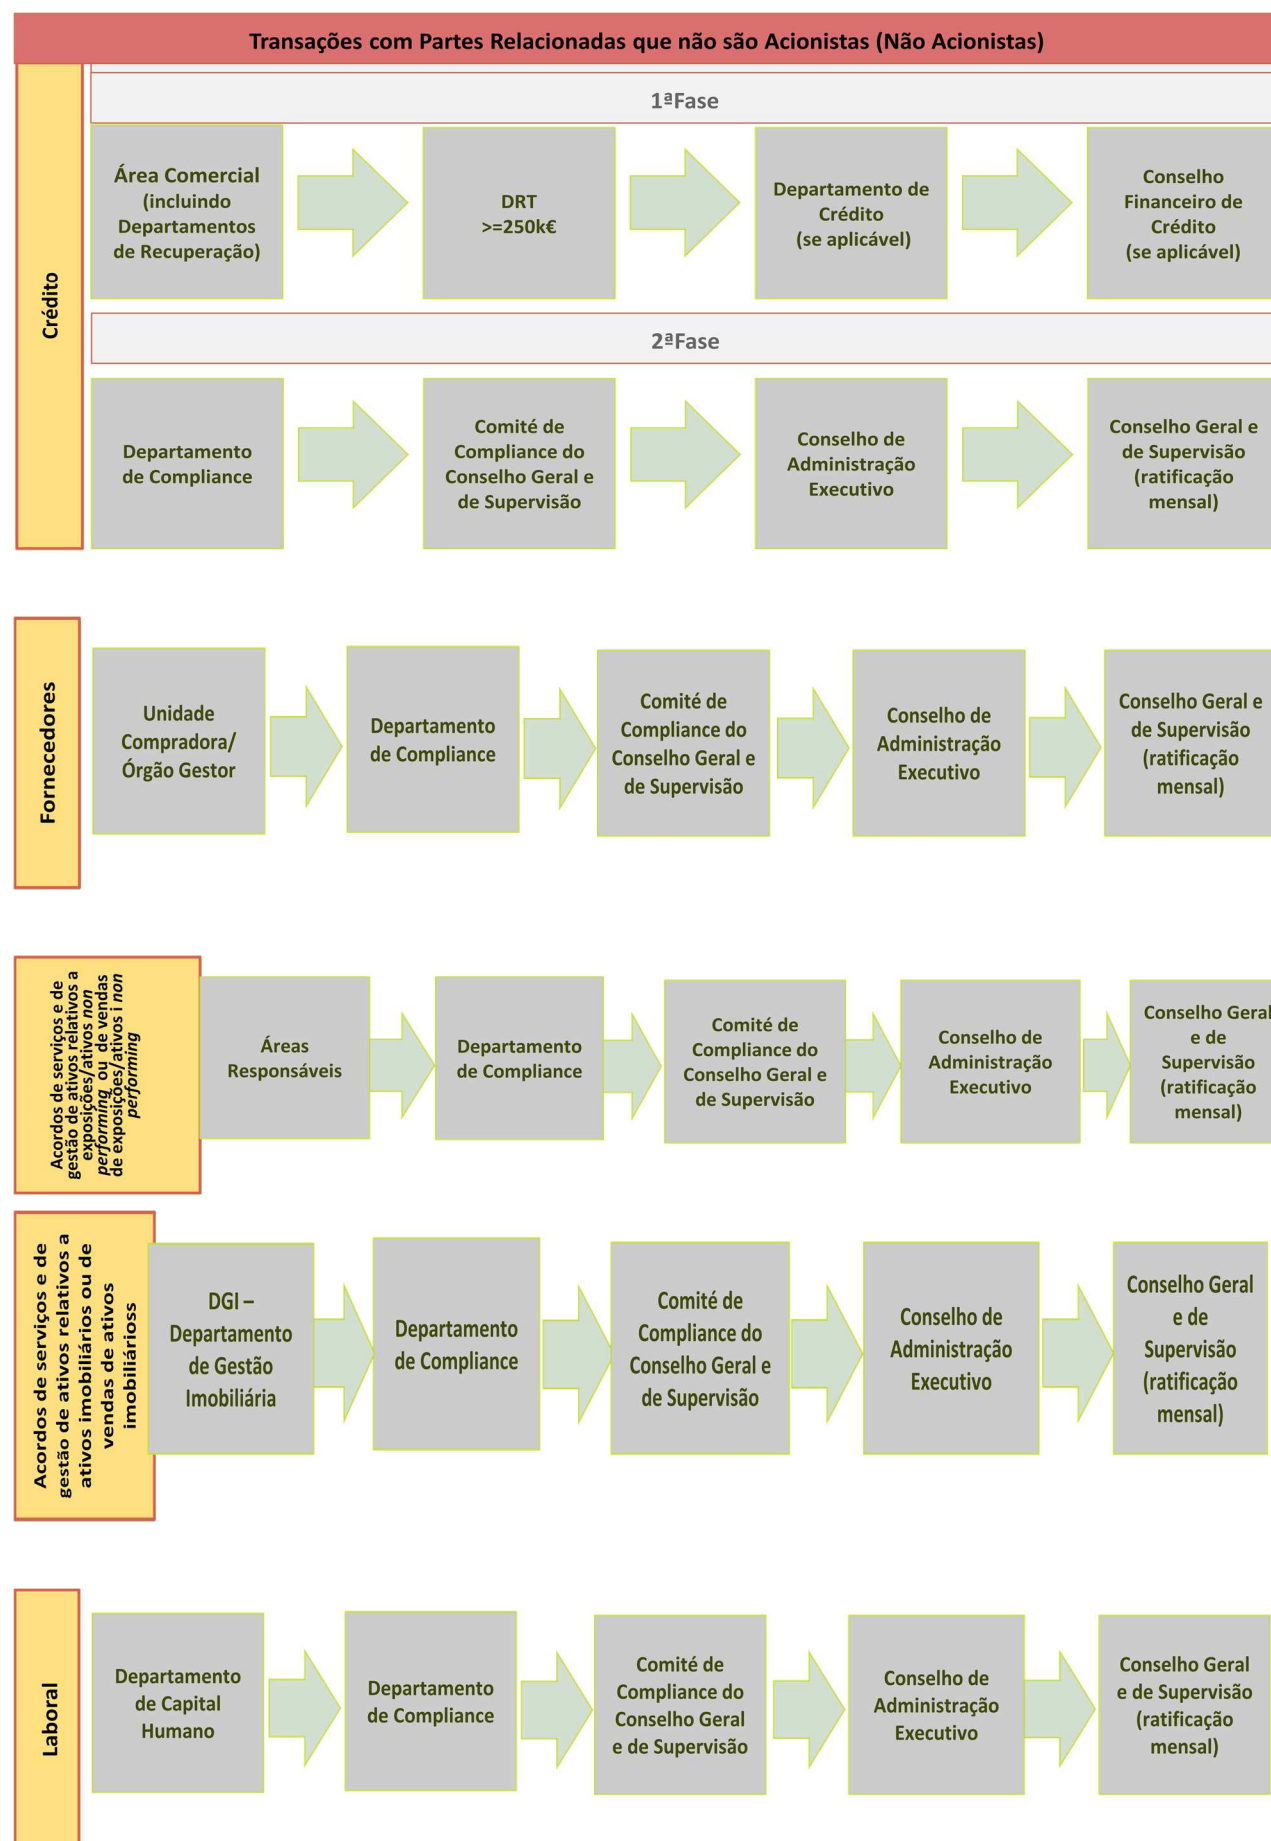 Transações com Partes Relacionadas que não são Acionistas (Não Acionistas)
Crédito
1ªFase
Área Comercial
(incluindo
Departamentos
de Recuperação)
DRT
>=250k€
Departamento de
Crédito
(se aplicável)
Conselho
Financeiro de
Crédito
(se aplicável)
2ªFase
Departamento
de Compliance
Comité de
Compliance do
Conselho Geral e
de Supervisão
Conselho de
Administração
Executivo
Conselho Geral e
de Supervisão
(ratificação
mensal)
Fornecedores
Unidade
Compradora/
Órgão Gestor
Departamento
de Compliance
Comité de
Compliance do
Conselho Geral e
de Supervisão
Conselho de
Administração
Executivo
Conselho Geral e
de Supervisão
(ratificação
mensal)
Acordos de serviços e de
gestão de ativos relativos a
exposições/ativos non
performing ou de vendas
de exposições/ativos i non
performing
Áreas
Responsáveis
Departamento
de Compliance
Comité de
Compliance do
Conselho Geral e
de Supervisão
Conselho de
Administração
Executivo
Conselho Geral
e de
Supervisão
(ratificação
mensal)
Acordos de serviços e de
gestão de ativos relativos a
ativos imobiliários ou de
vendas de ativos
imobiliárioss
DGI –
Departamento
de Gestão
Imobiliária
Departamento
de Compliance
Comité de
Compliance do
Conselho Geral e
de Supervisão
Conselho de
Administração
Executivo
Conselho Geral
e de
Supervisão
(ratificação
mensal)
Laboral
Departamento
de Capital
Humano
Departamento
de Compliance
Comité de
Compliance do
Conselho Geral
e de Supervisão
Conselho de
Administração
Executivo
Conselho Geral
e de Supervisão
(ratificação
mensal)